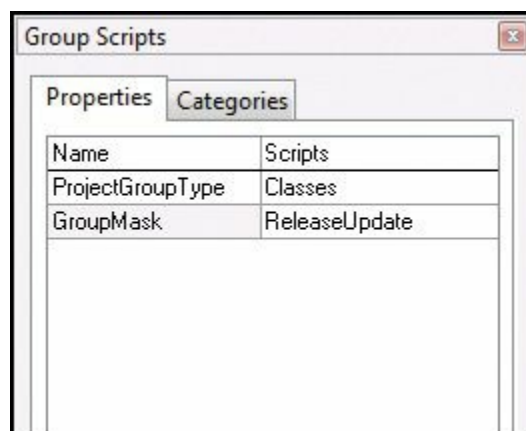 Group Scripts
Properties Categories
Name Scripts
ProjectGroupType Classes
GroupMask ReleaseUpdate